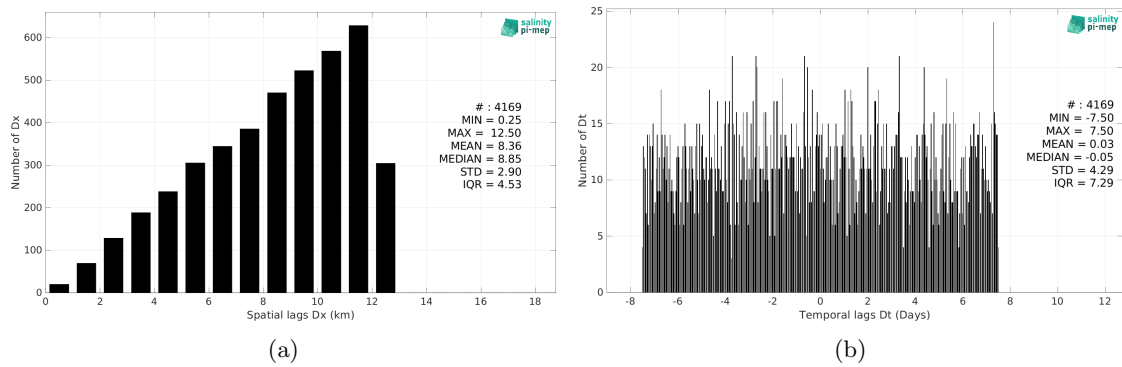 salinity
pi-mep
600
500
400
300
200
100
0
Number of Dx
# : 4169
MIN = 0.25
MAX = 12.50
MEAN = 8.36
MEDIAN = 8.85
STD = 2.90
IQR = 4.53
0 2 4 6 8 10 12 14 16 18
Spatial lags Dx (km)
(a)
salinity
pi-mep
25
20
15
10
5
0
Number of Dt
# : 4169
MIN = -7.50
MAX = 7.50
MEAN = 0.03
MEDIAN = -0.05
STD = 4.29
IQR = 7.29
-8 -6 -4 -2 0 2 4 6 8 10 12
Temporal lags Dt (Days)
(b)